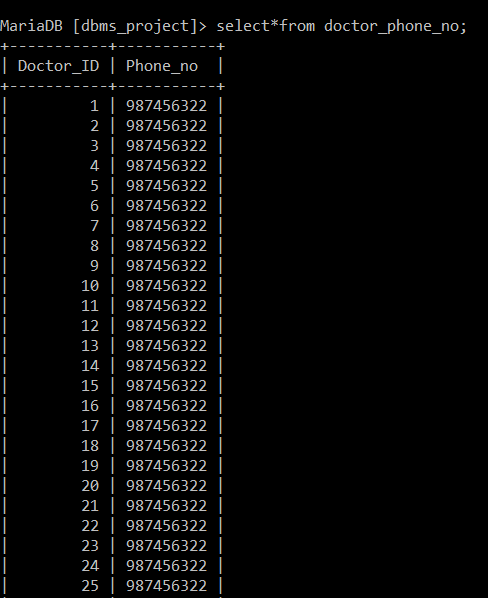 MariaDB [dbms_project]> select*from doctor_phone_no;
+-----------+-----------+
| Doctor_ID | Phone_no  |
+-----------+-----------+
|         1 | 987456322 |
|         2 | 987456322 |
|         3 | 987456322 |
|         4 | 987456322 |
|         5 | 987456322 |
|         6 | 987456322 |
|         7 | 987456322 |
|         8 | 987456322 |
|         9 | 987456322 |
|        10 | 987456322 |
|        11 | 987456322 |
|        12 | 987456322 |
|        13 | 987456322 |
|        14 | 987456322 |
|        15 | 987456322 |
|        16 | 987456322 |
|        17 | 987456322 |
|        18 | 987456322 |
|        19 | 987456322 |
|        20 | 987456322 |
|        21 | 987456322 |
|        22 | 987456322 |
|        23 | 987456322 |
|        24 | 987456322 |
|        25 | 987456322 |